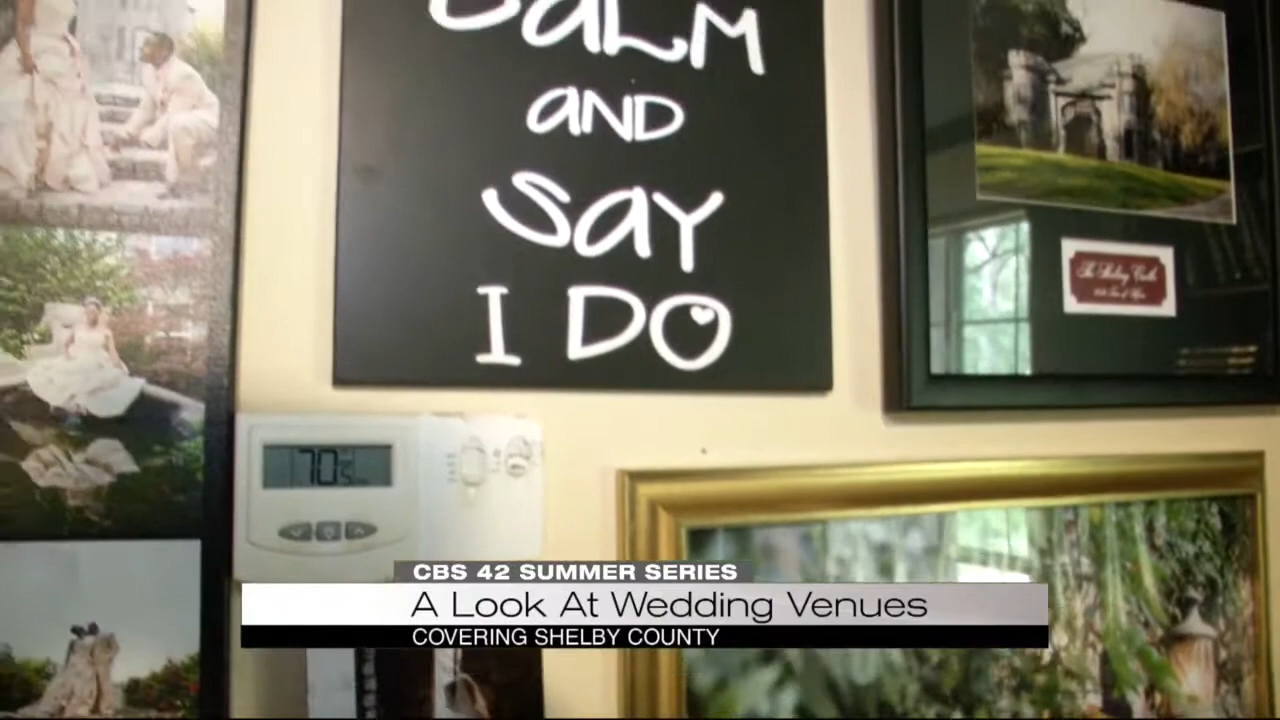 CALM
AND
SAY
I DO
70
CBS 42 SUMMER SERIES
A Look At Wedding Venues
COVERING SHELBY COUNTY